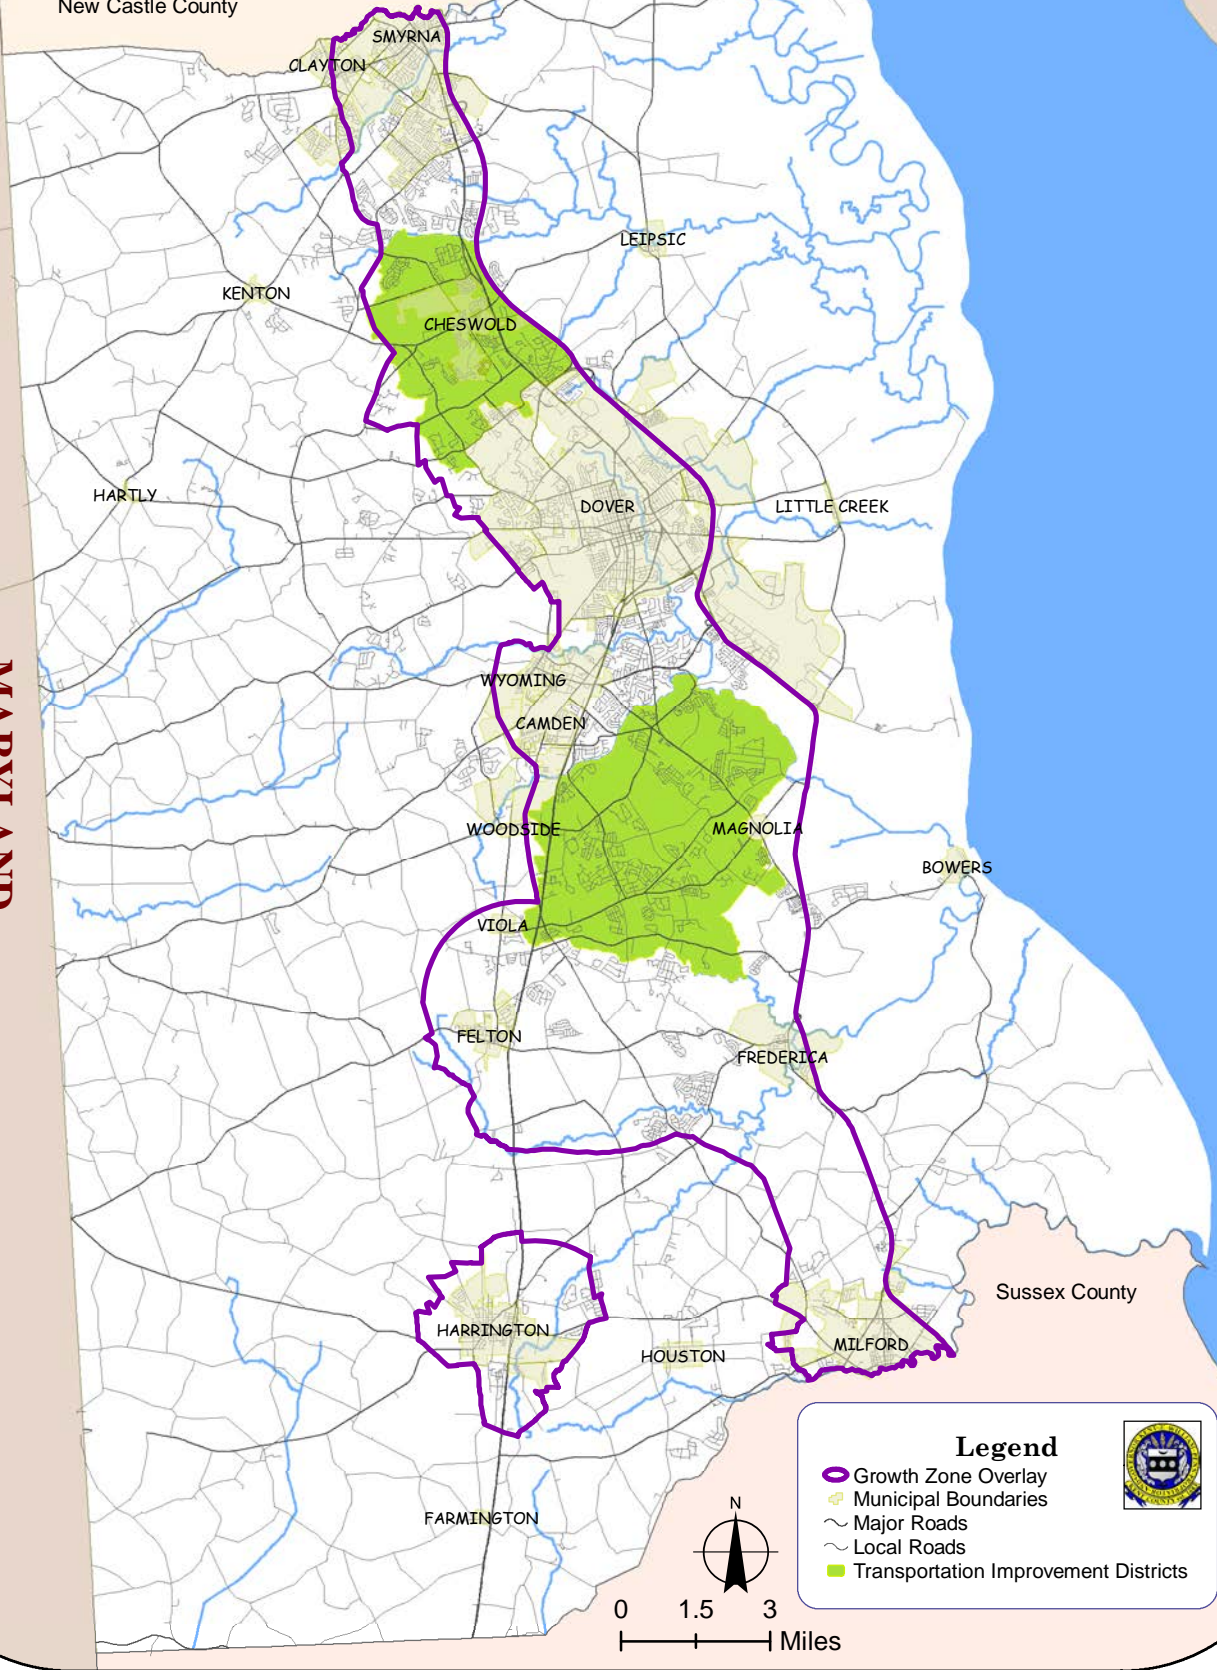 New Castle County
SMYRNA
CLAYTON
LEIPSIC
KENTON
CHESWOLD
HARTLY
DOVER
LITTLE CREEK
MARYLAND
WYOMING
CAMDEN
WOODSIDE
MAGNOLIA
BOWERS
VIOLA
FELTON
FREDERICA
Sussex County
HARRINGTON
MILFORD
HOUSTON
FARMINGTON
Legend
Growth Zone Overlay
Municipal Boundaries
Major Roads
Local Roads
Transportation Improvement Districts
N
0 1.5 3
Miles